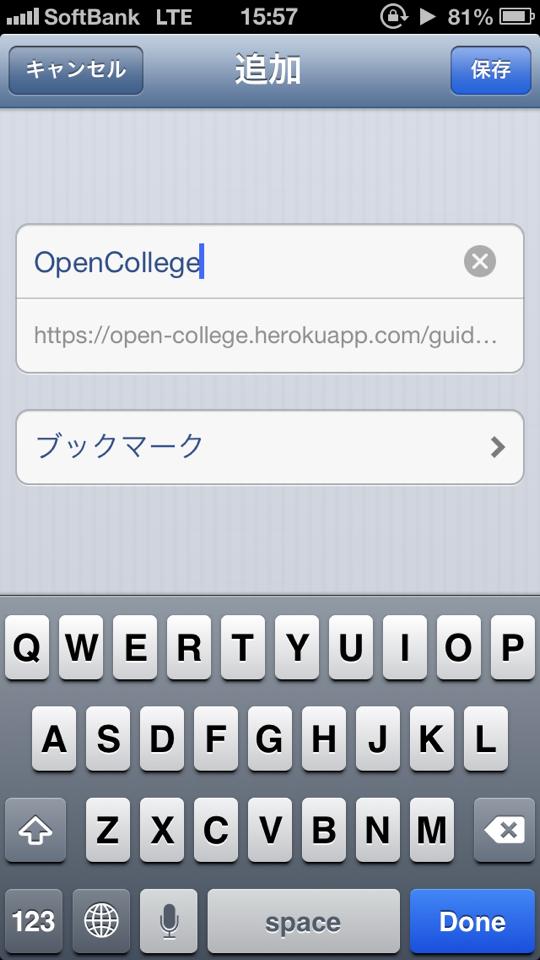 SoftBank LTE 15:57 81%
キャンセル 追加 保存
OpenCollege
https://open-college.herokuapp.com/guid…
ブックマーク
Q W E R T Y U I O P
A S D F G H J K L
Z X C V B N M
123 space Done